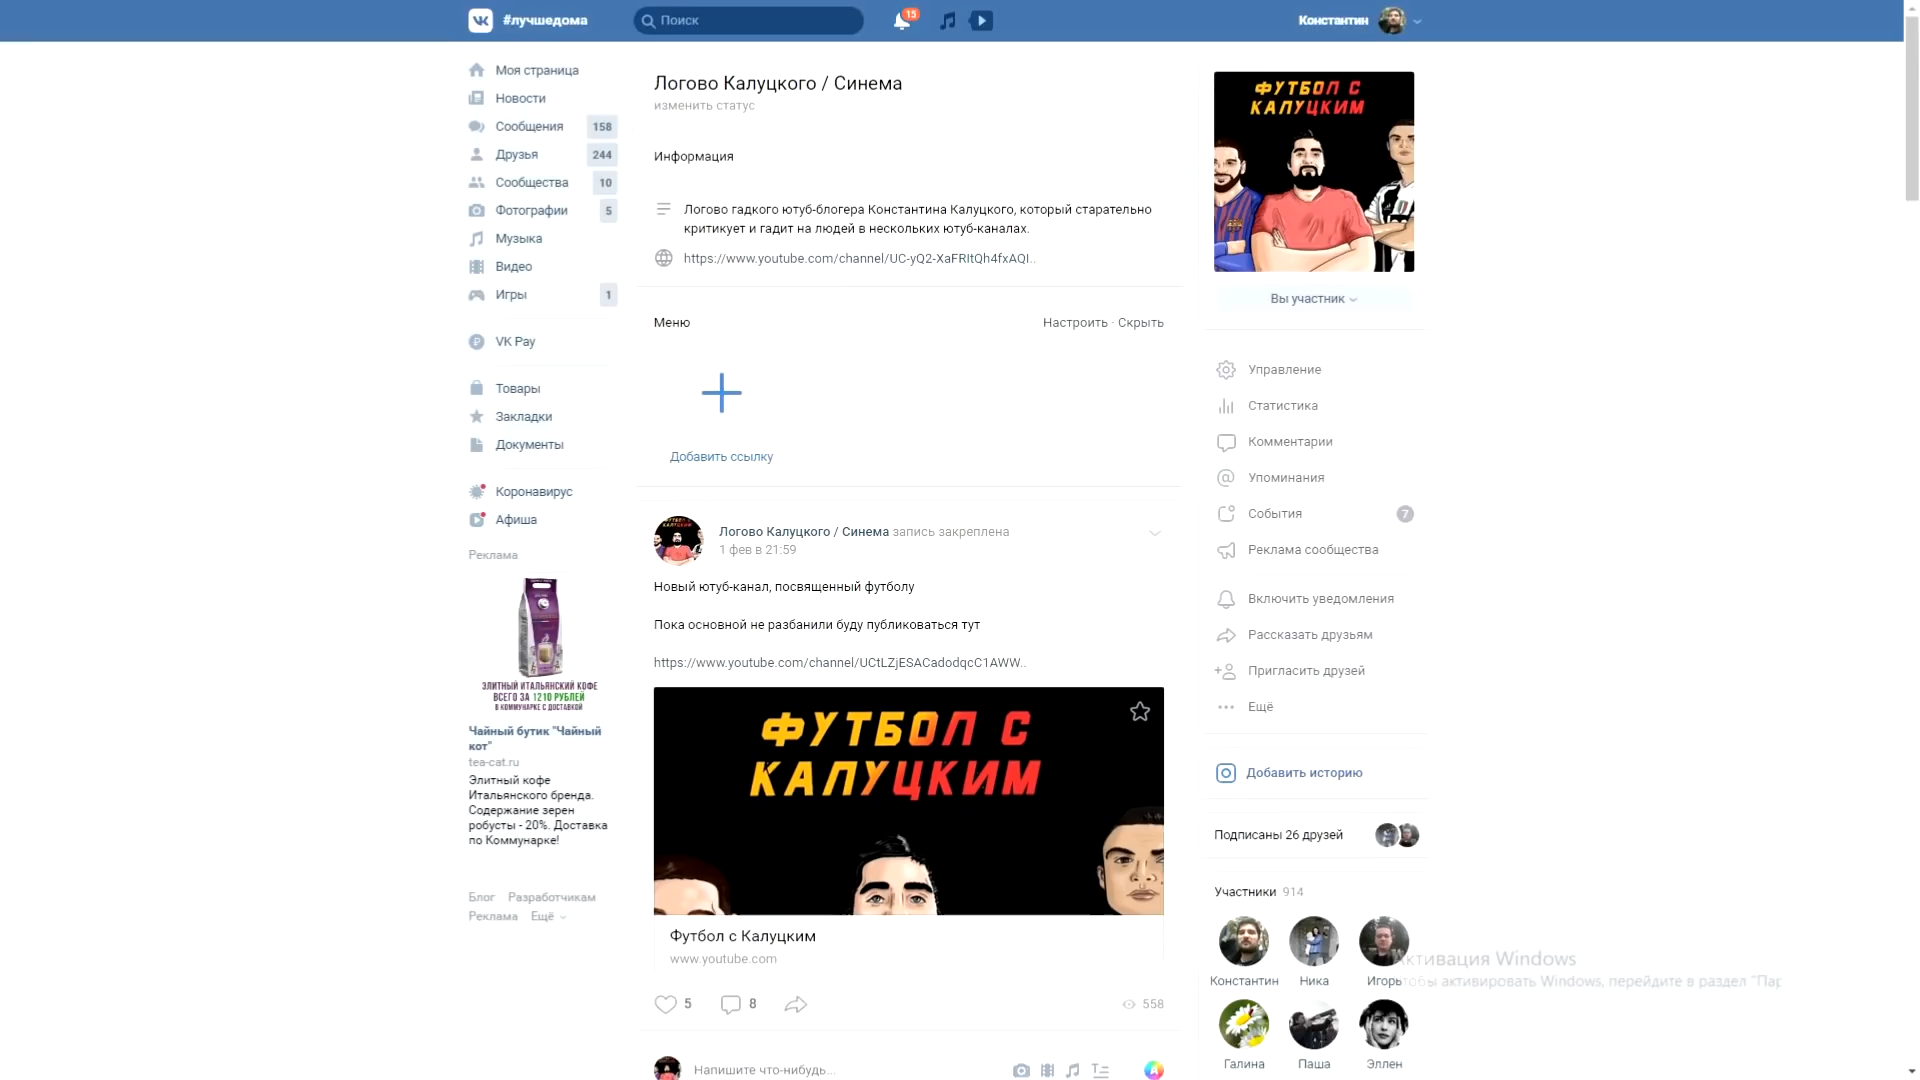 #лучшедома
Поиск
15
Константин
Моя страница
Новости
Сообщения 158
Друзья 244
Сообщества 10
Фотографии 5
Музыка
Видео
Игры 1
VK Pay
Товары
Закладки
Документы
Коронавирус
Афиша
Реклама
ЭЛИТНЫЙ ИТАЛЬЯНСКИЙ КОФЕ
ВСЕГО ЗА 1210 РУБЛЕЙ
В КОММУНАРКЕ С ДОСТАВКОЙ
Чайный бутик "Чайный
кот"
tea-cat.ru
Элитный кофе
Итальянского бренда.
Содержание зерен
робусты - 20%. Доставка
по Коммунарке!
Блог Разработчикам
Реклама Ещё
Логово Калуцкого / Синема
изменить статус
Информация
Логово гадкого ютуб-блогера Константина Калуцкого, который старательно
критикует и гадит на людей в нескольких ютуб-каналах.
https://www.youtube.com/channel/UC-yQ2-XaFRItQh4fxAQI..
Меню
Настроить · Скрыть
Добавить ссылку
Логово Калуцкого / Синема запись закреплена
1 фев в 21:59
Новый ютуб-канал, посвященный футболу
Пока основной не разбанили буду публиковаться тут
https://www.youtube.com/channel/UCtLZjESACadodqcC1AWW..
ФУТБОЛ С
КАЛУЦКИМ
Футбол с Калуцким
www.youtube.com
5 8 558
Напишите что-нибудь...
ФУТБОЛ С
КАЛУЦКИМ
Вы участник
Управление
Статистика
Комментарии
Упоминания
События 7
Реклама сообщества
Включить уведомления
Рассказать друзьям
Пригласить друзей
Ещё
Добавить историю
Подписаны 26 друзей
Участники 914
Константин Ника Игорь
Галина Паша Эллен
Активация Windows
чтобы активировать Windows, перейдите в раздел "Пар